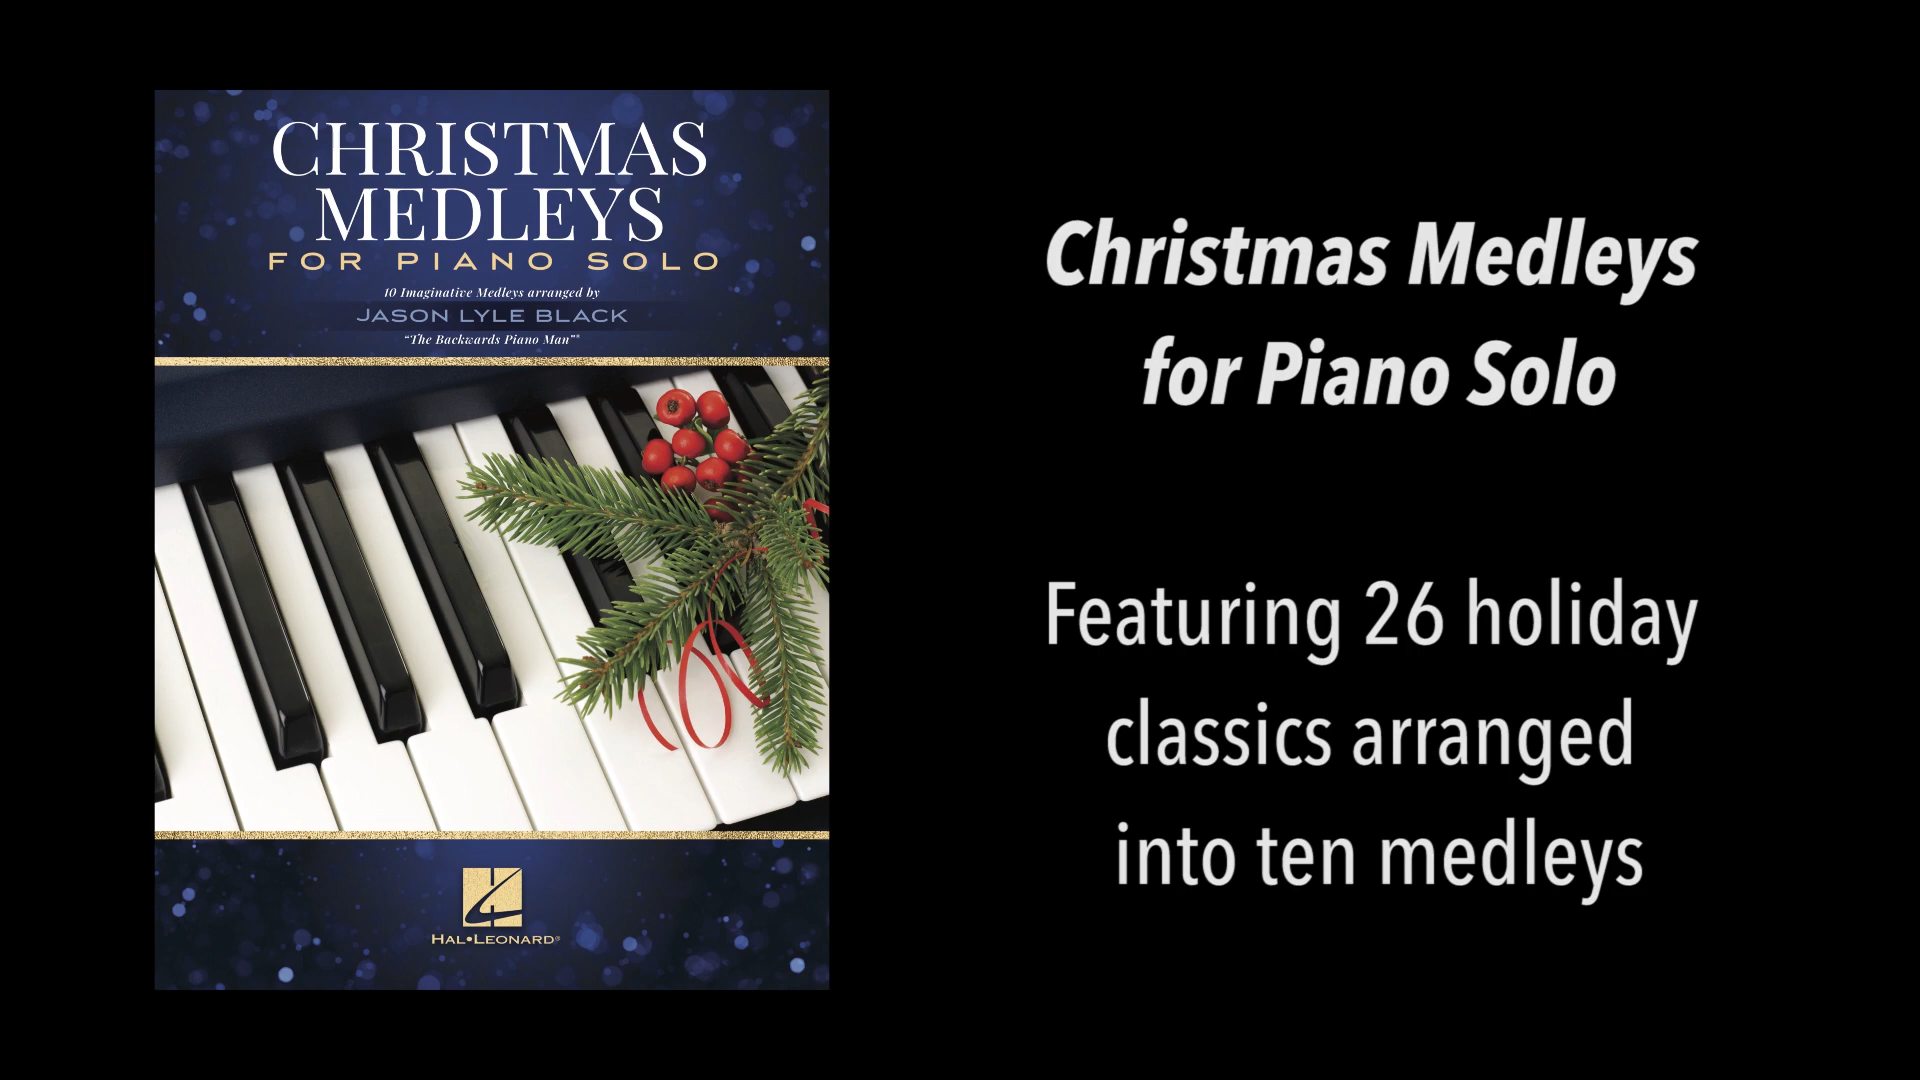 CHRISTMAS
MEDLEYS
FOR PIANO SOLO
10 Imaginative Medleys arranged by
JASON LYLE BLACK
“The Backwards Piano Man”®
HAL•LEONARD®
Christmas Medleys
for Piano Solo
Featuring 26 holiday
classics arranged
into ten medleys